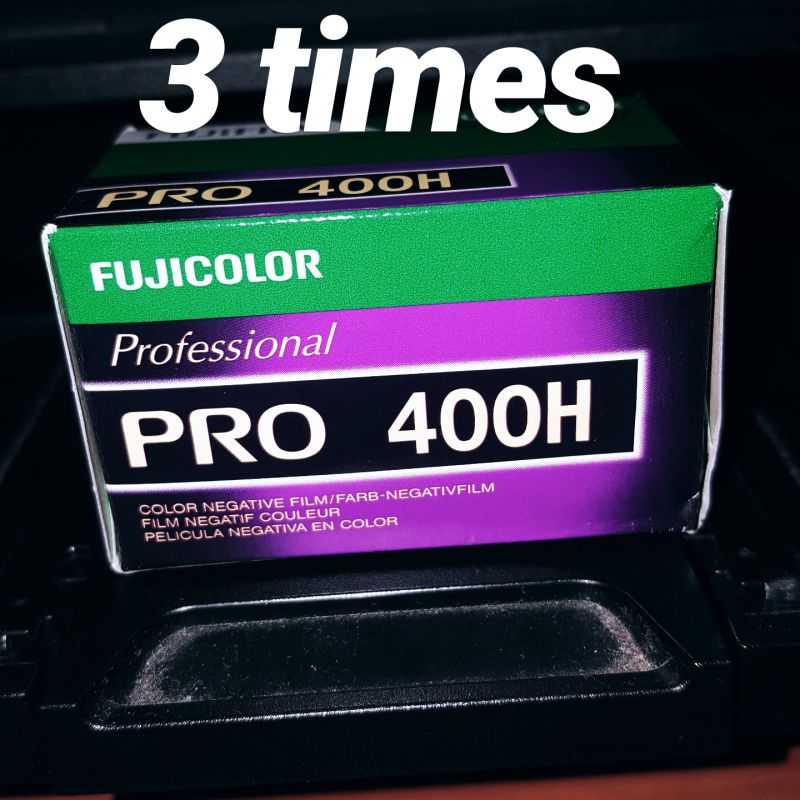 3 times
PRO 400H
FUJICOLOR
Professional
PRO 400H
COLOR NEGATIVE FILM/FARB-NEGATIVFILM
FILM NEGATIF COULEUR
PELICULA NEGATIVA EN COLOR